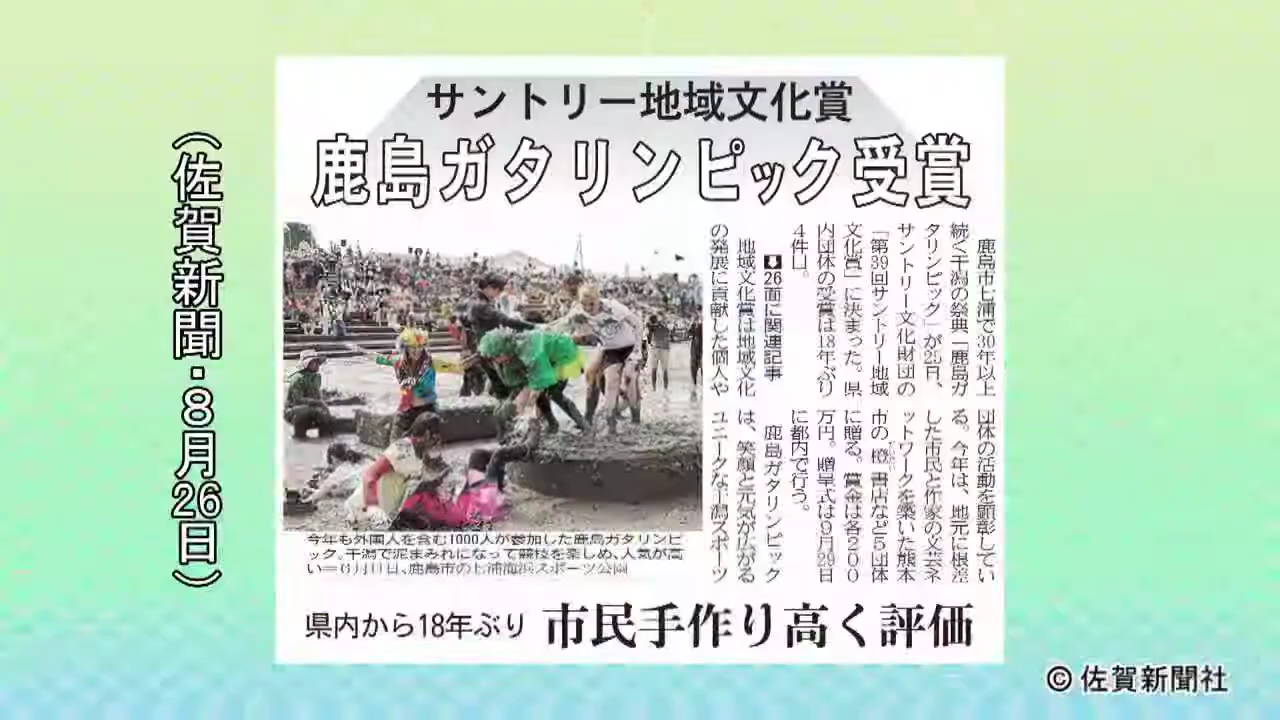 サントリー地域文化賞
鹿島ガタリンピック受賞
(佐賀新聞・8月26日)
鹿島市七浦で30年以上
続く干潟の祭典「鹿島ガ
タリンピック」が25日、
サントリー文化財団の
「第39回サントリー地域
文化賞」に決まった。県
内団体の受賞は18年ぶり
4件目。
26面に関連記事
地域文化賞は地域文化
の発展に貢献した個人や
団体の活動を顕彰してい
る。今年は、地元に根差
した市民と作家の文芸ネ
ットワークを築いた熊本
市の橙書店など5団体
に贈る。賞金は各200
万円。贈呈式は9月29日
に都内で行う。
鹿島ガタリンピック
は、笑顔と元気が広がる
ユニークな干潟スポーツ
今年も外国人を含む1000人が参加した鹿島ガタリンピ
ック。干潟で泥まみれになって競技を楽しめ、人気が高
い=6月11日、鹿島市の七浦海浜スポーツ公園
県内から18年ぶり 市民手作り高く評価
© 佐賀新聞社